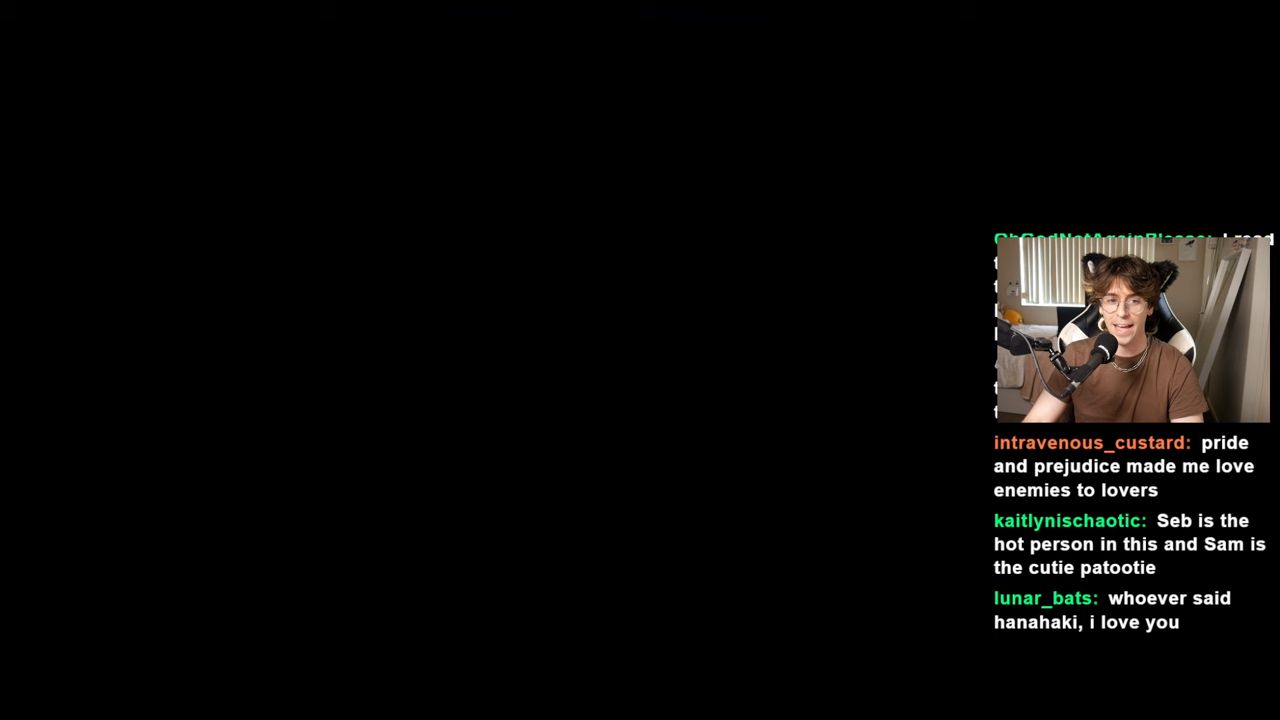 intravenous_custard: pride
and prejudice made me love
enemies to lovers
kaitlynischaotic: Seb is the
hot person in this and Sam is
the cutie patootie
lunar_bats: whoever said
hanahaki, i love you